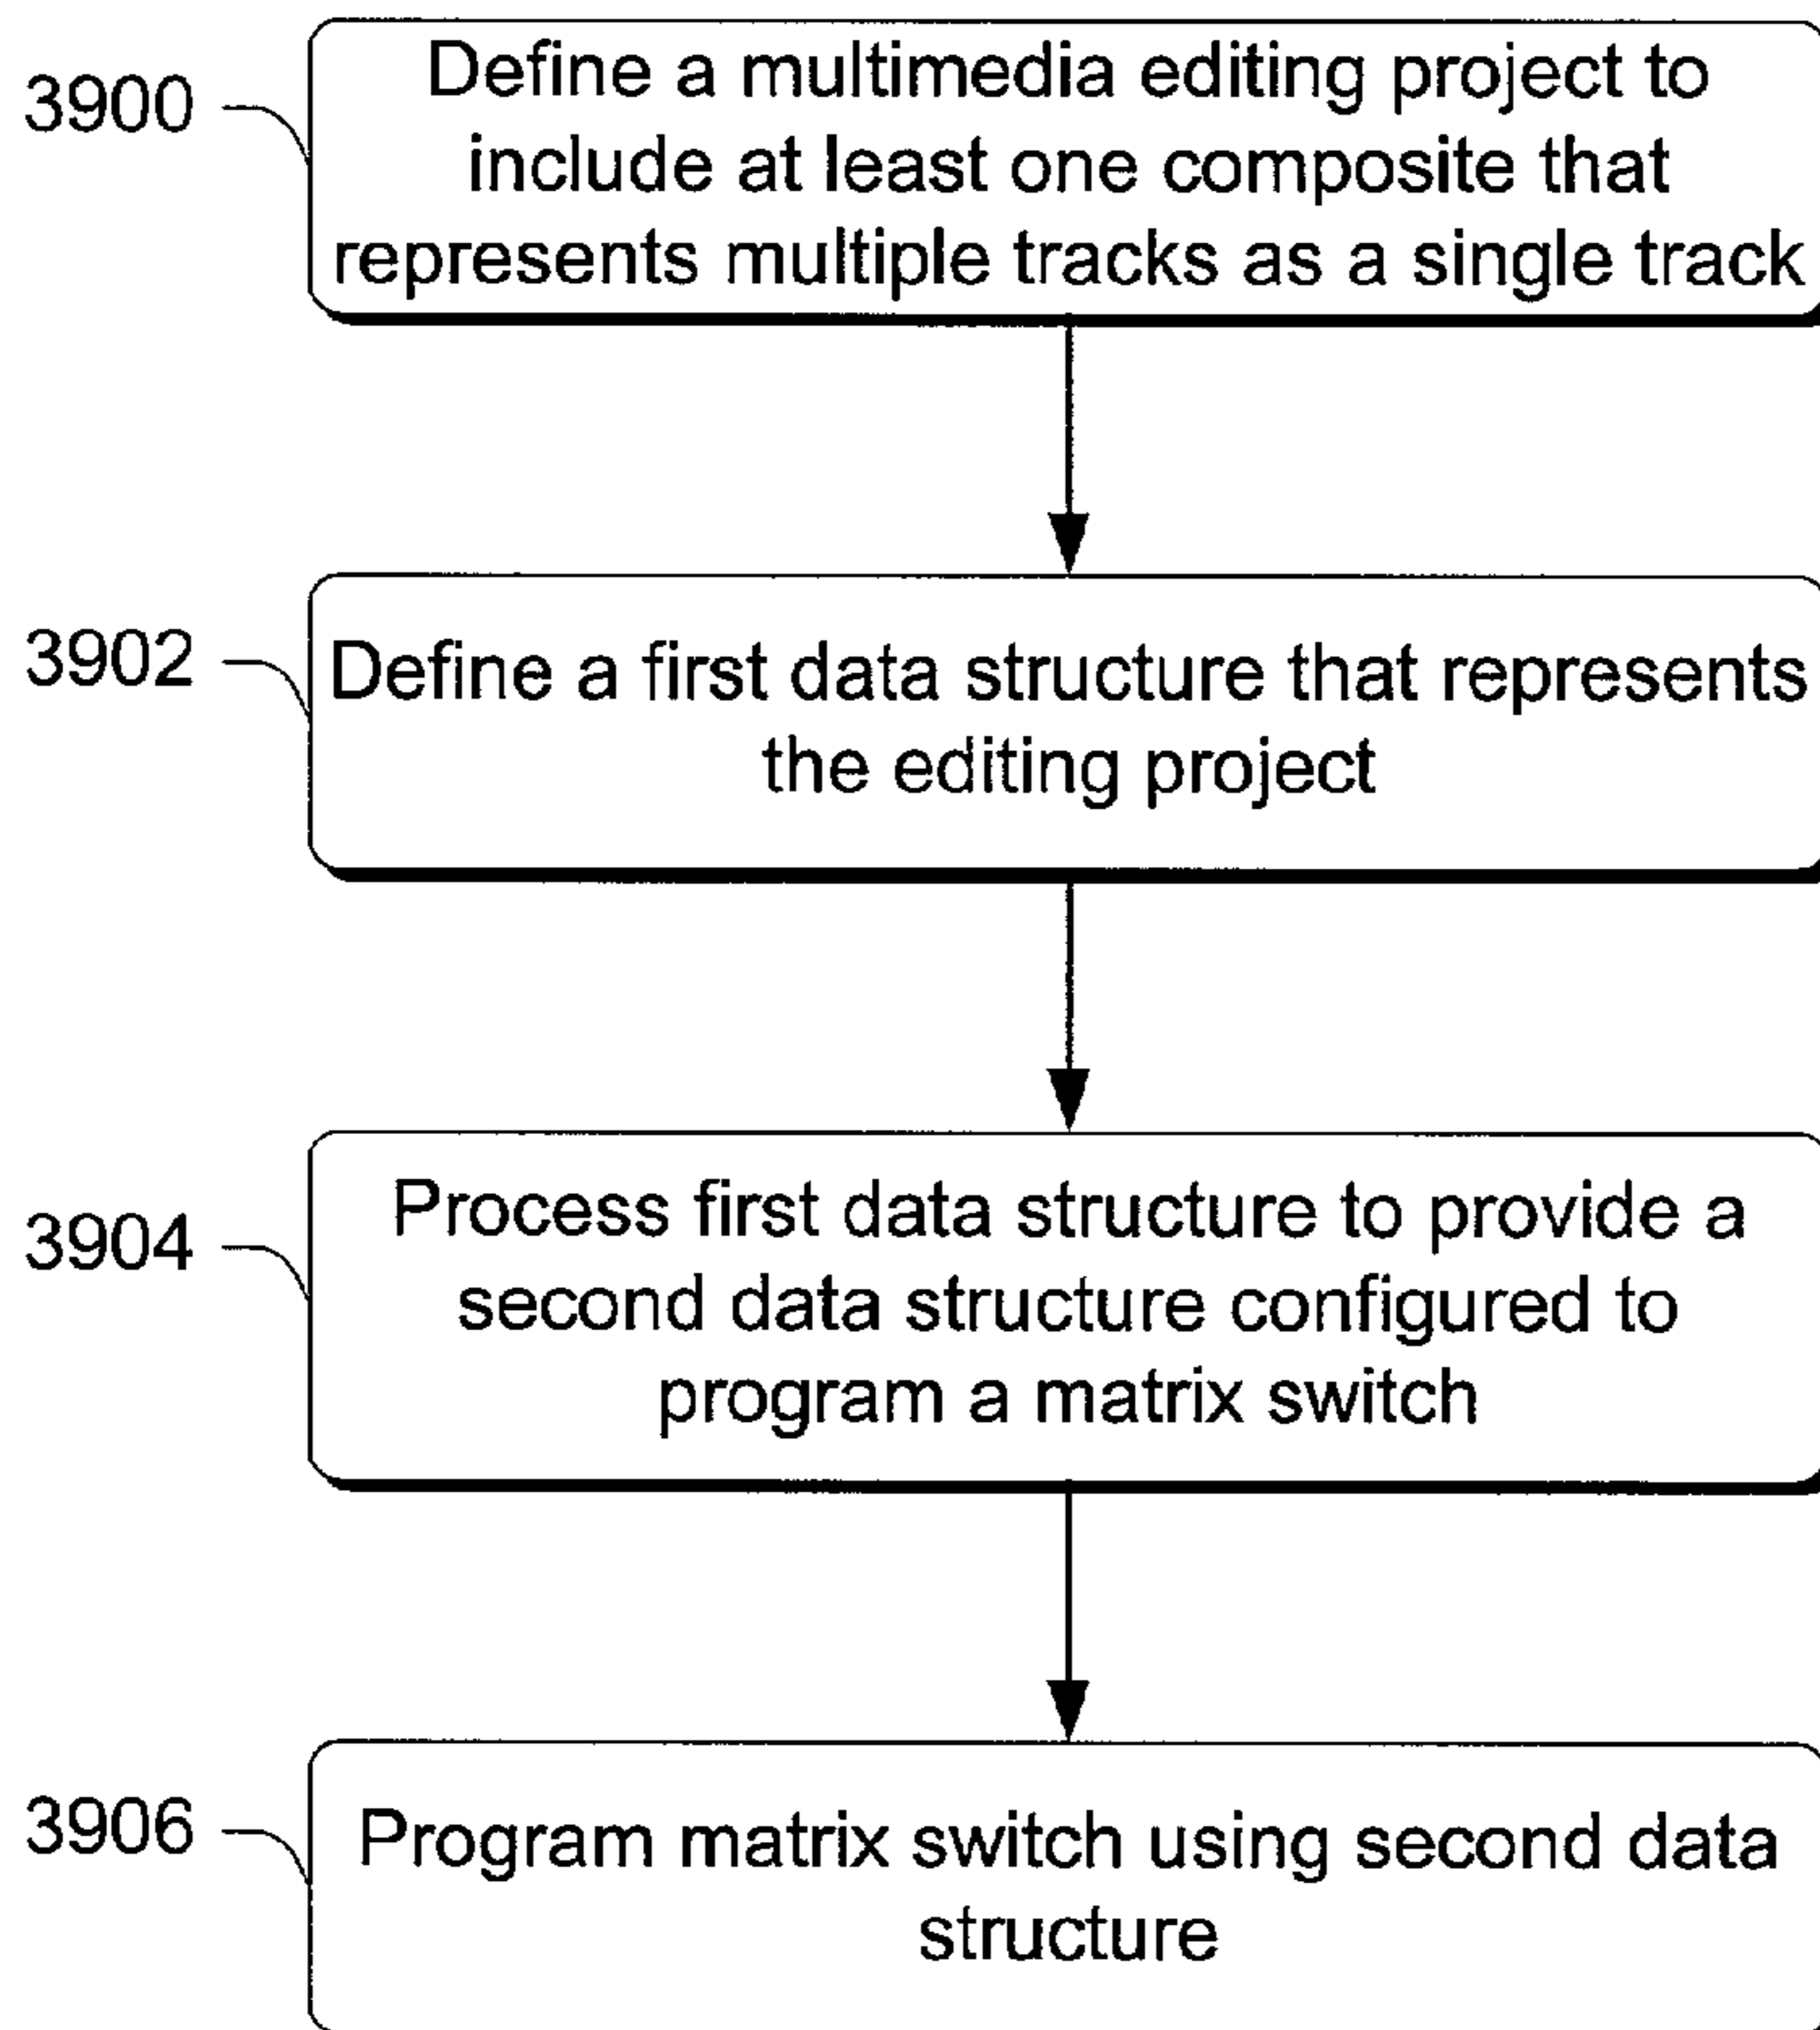 3900
Define a multimedia editing project to
include at least one composite that
represents multiple tracks as a single track
3902
Define a first data structure that represents
the editing project
3904
Process first data structure to provide a
second data structure configured to
program a matrix switch
3906
Program matrix switch using second data
structure